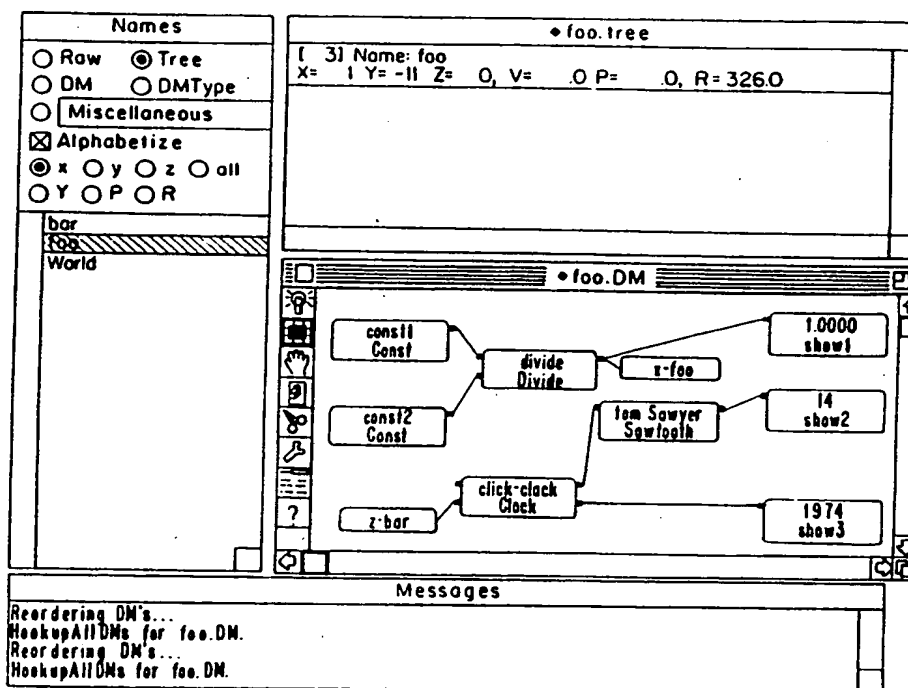 Names
Raw Tree
DM DMType
Miscellaneous
Alphabetize
x y z all
Y P R
bar
foo
World
foo.tree
[ 3] Name: foo
X= 1 Y= -11 Z= 0, V= .0 P= .0, R= 326.0
foo.DM
const1
Const
divide
Divide
1.0000
show1
x-foo
const2
Const
tom Sawyer
Sawtooth
14
show2
click-clack
Clock
z-bar
1974
show3
?
Messages
Reordering DM's...
HookupAllDMs for foo.DM.
Reordering DM's...
HookupAllDMs for foo.DM.